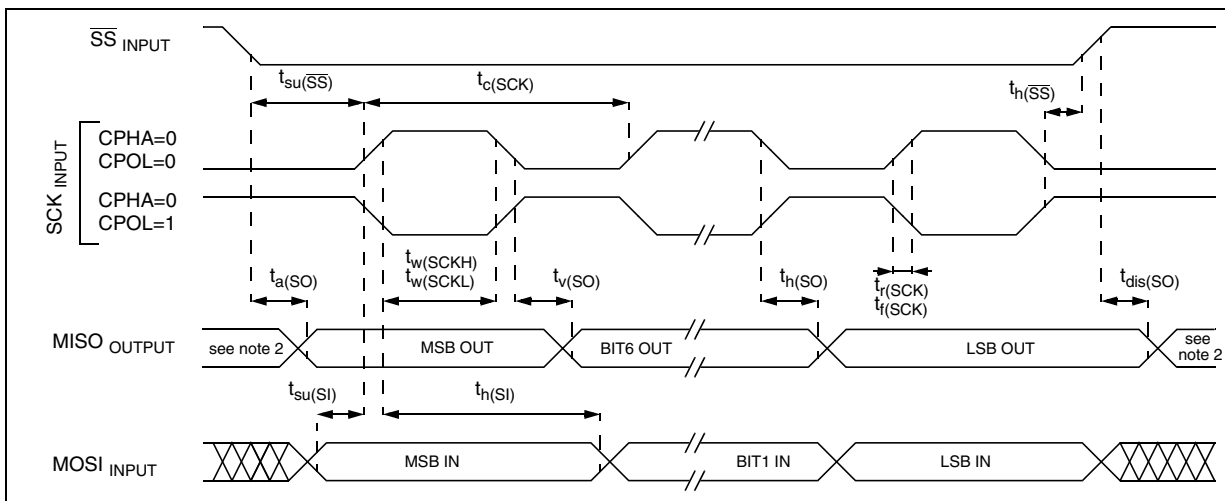 SS INPUT
tsu(SS)
tc(SCK)
th(SS)
SCK INPUT
CPHA=0
CPOL=0
CPHA=0
CPOL=1
ta(SO)
tw(SCKH)
tw(SCKL)
tv(SO)
th(SO)
tr(SCK)
tf(SCK)
tdis(SO)
MISO OUTPUT
see note 2
MSB OUT
BIT6 OUT
LSB OUT
see
note 2
tsu(SI)
th(SI)
MOSI INPUT
MSB IN
BIT1 IN
LSB IN